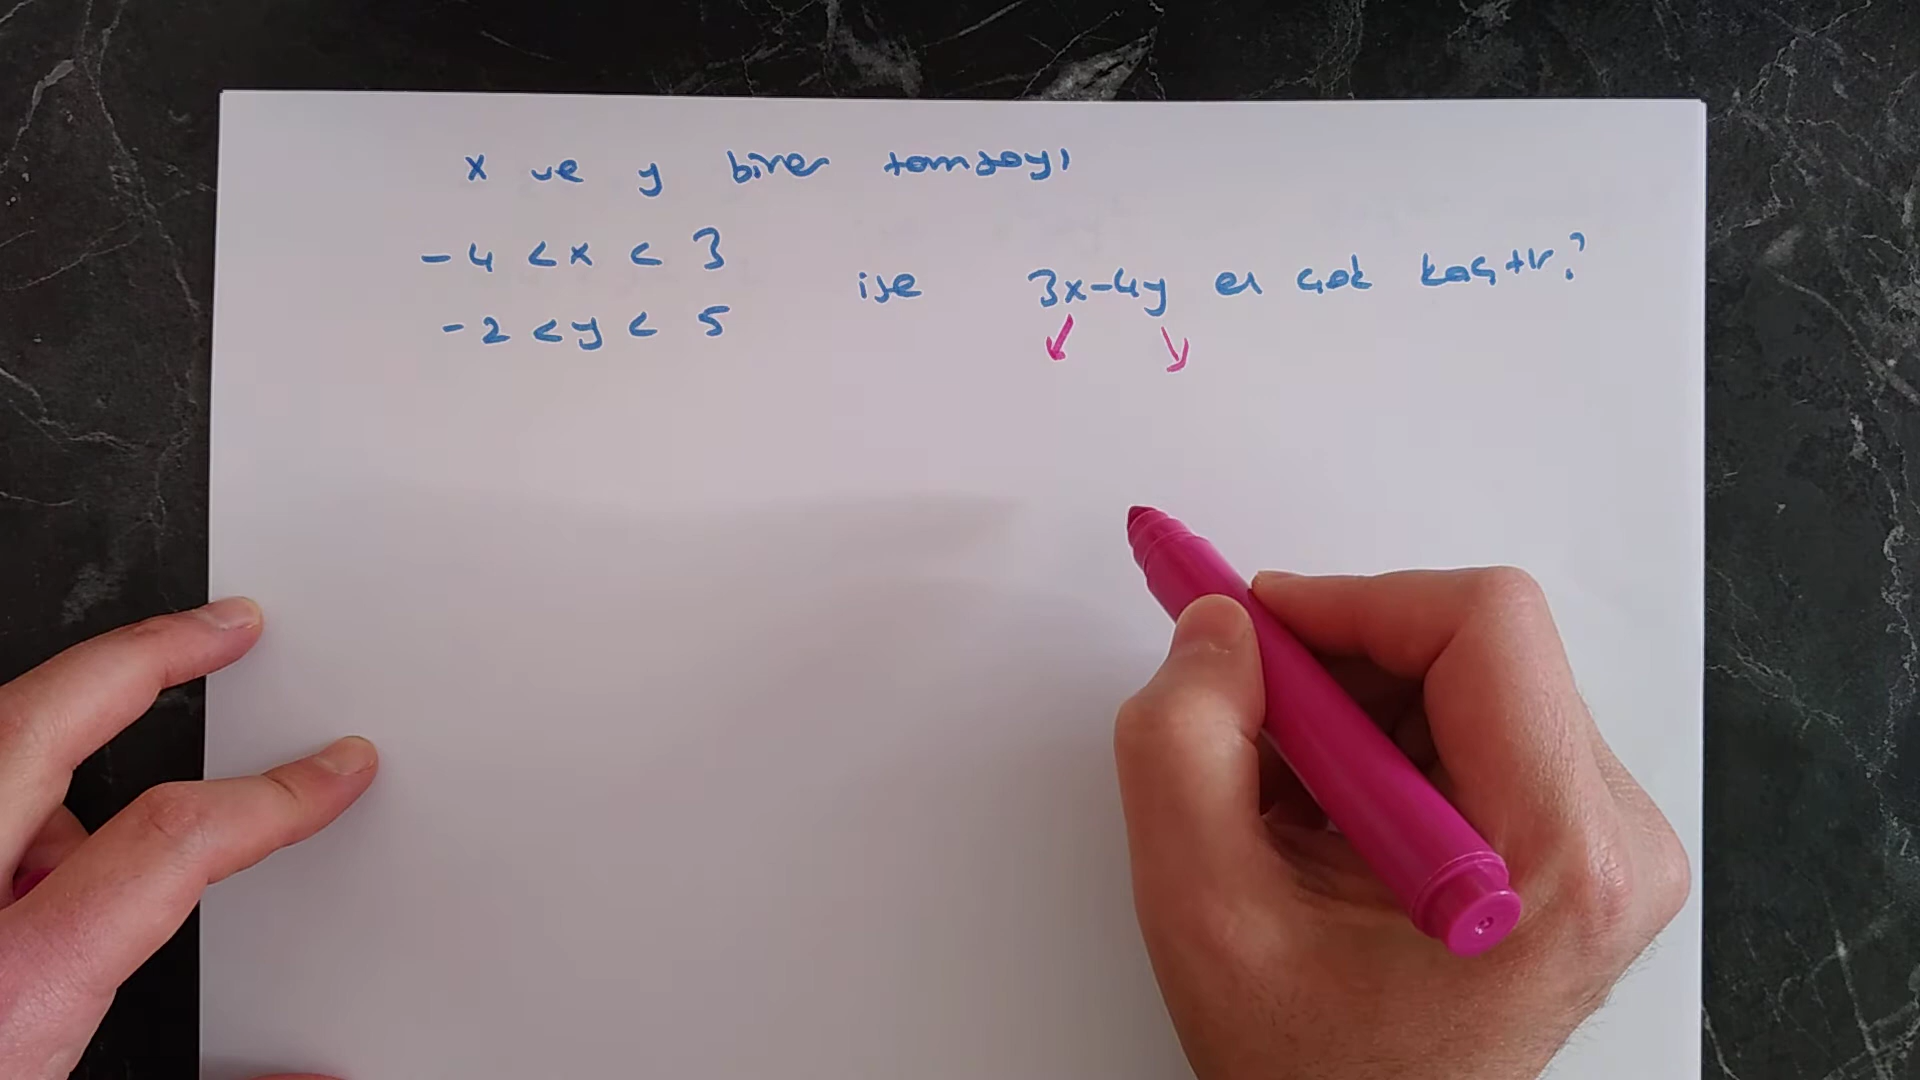 x ve y birer tamsayı
-4 < x < 3
-2 < y < 5
ise 3x-4y en çok kaçtır?